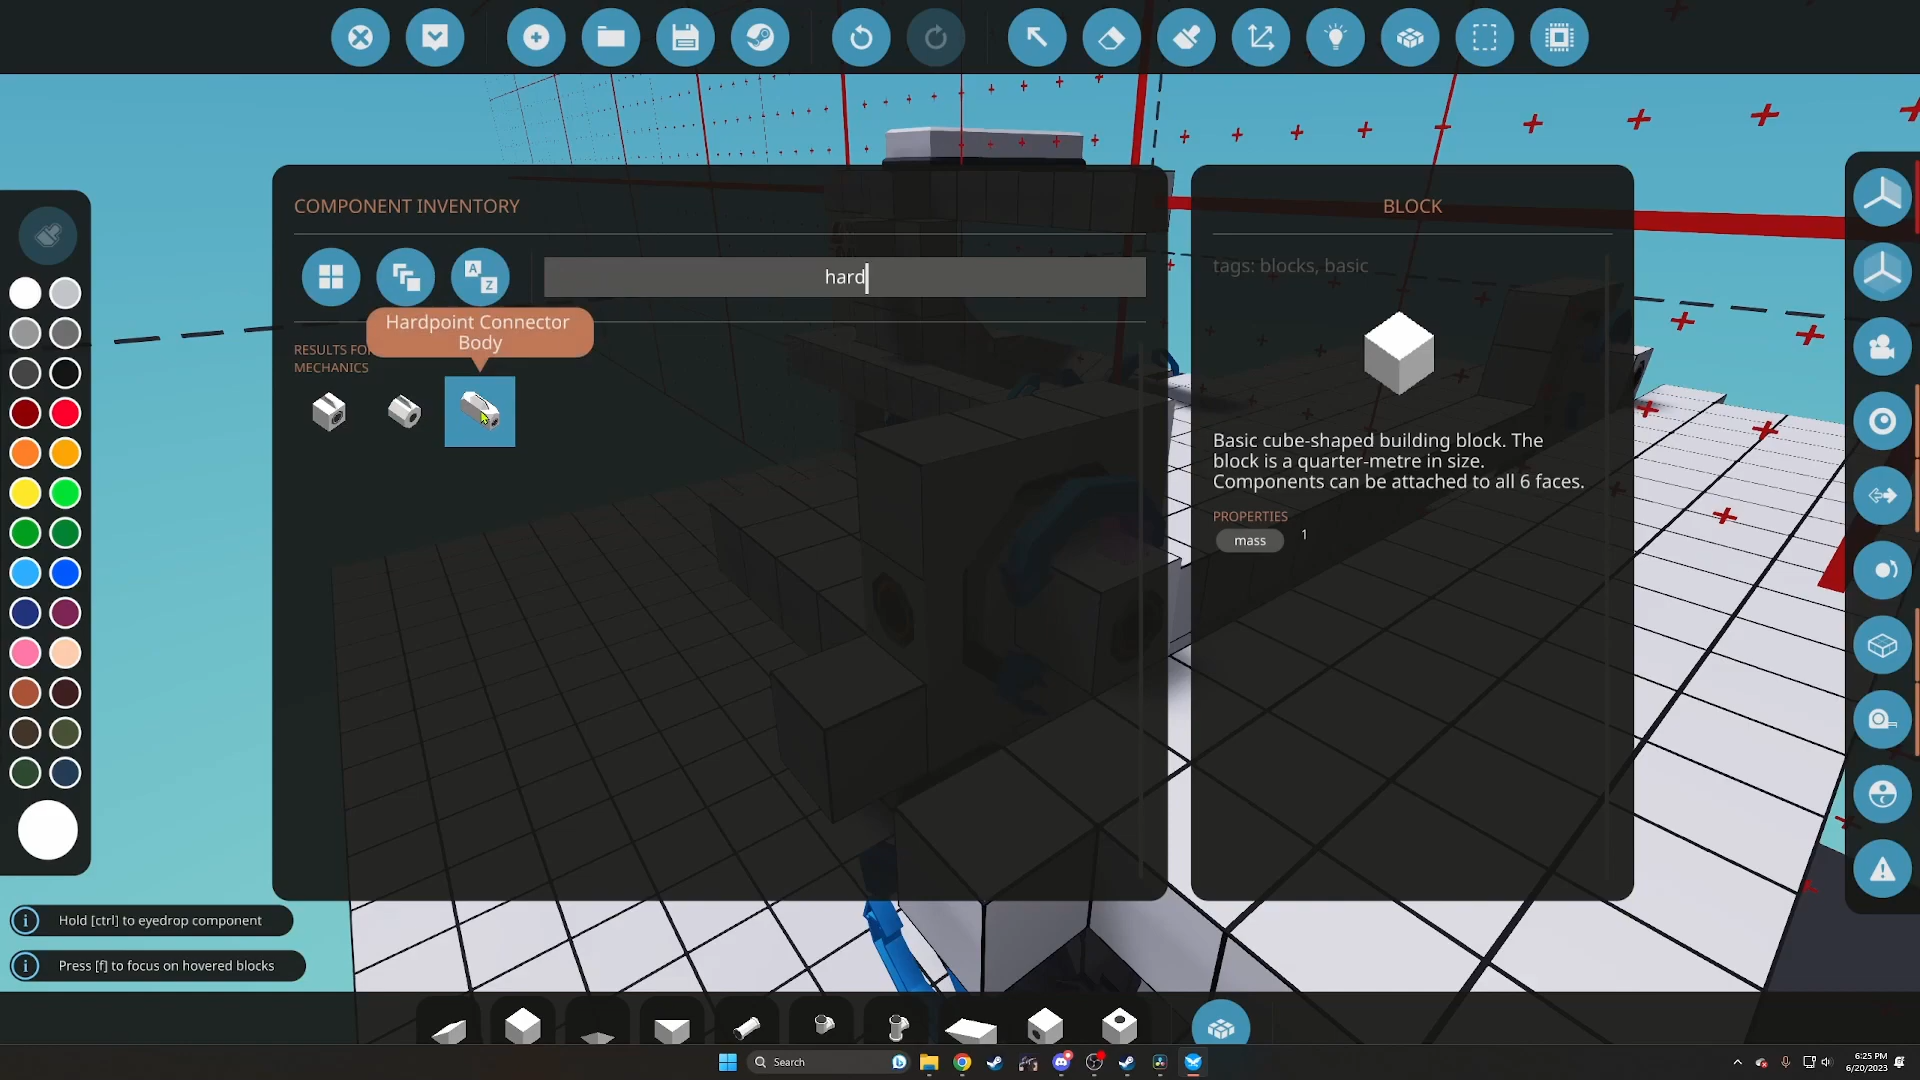 COMPONENT INVENTORY
A
Z
hard
Hardpoint Connector
Body
RESULTS FO
MECHANICS
BLOCK
tags: blocks, basic
Basic cube-shaped building block. The
block is a quarter-metre in size.
Components can be attached to all 6 faces.
PROPERTIES
mass 1
Hold [ctrl] to eyedrop component
Press [f] to focus on hovered blocks
Search
6:25 PM
6/20/2023